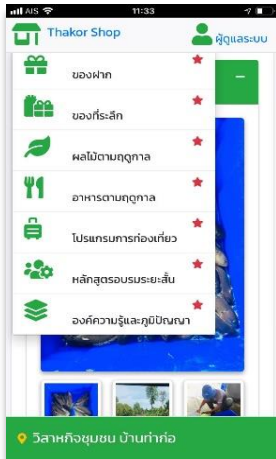 AIS
11:33
Thakor Shop
ผู้ดูแลระบบ
ของฝาก
ของที่ระลึก
ผลไม้ตามฤดูกาล
อาหารตามฤดูกาล
โปรแกรมการท่องเที่ยว
หลักสูตรอบรมระยะสั้น
องค์ความรู้และภูมิปัญญา
วิสาหกิจชุมชน บ้านท่าก่อ